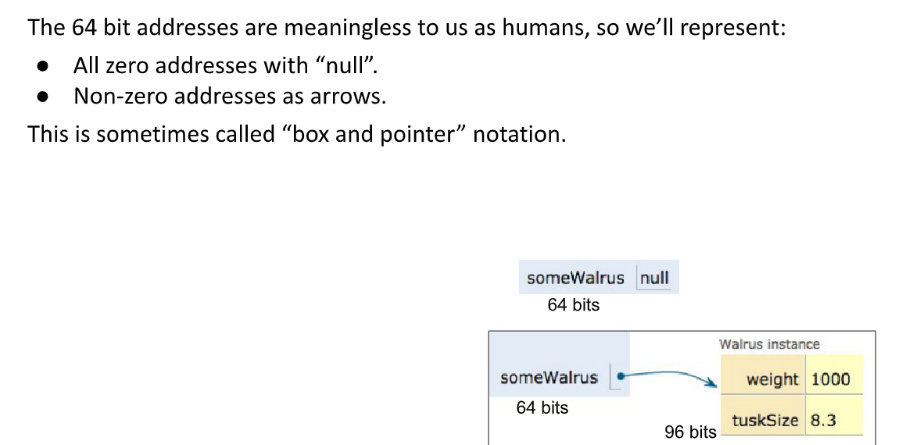 The 64 bit addresses are meaningless to us as humans, so we’ll represent:
● All zero addresses with “null”.
● Non-zero addresses as arrows.
This is sometimes called “box and pointer” notation.
someWalrus null
64 bits
Walrus instance
someWalrus
weight 1000
64 bits
tuskSize 8.3
96 bits